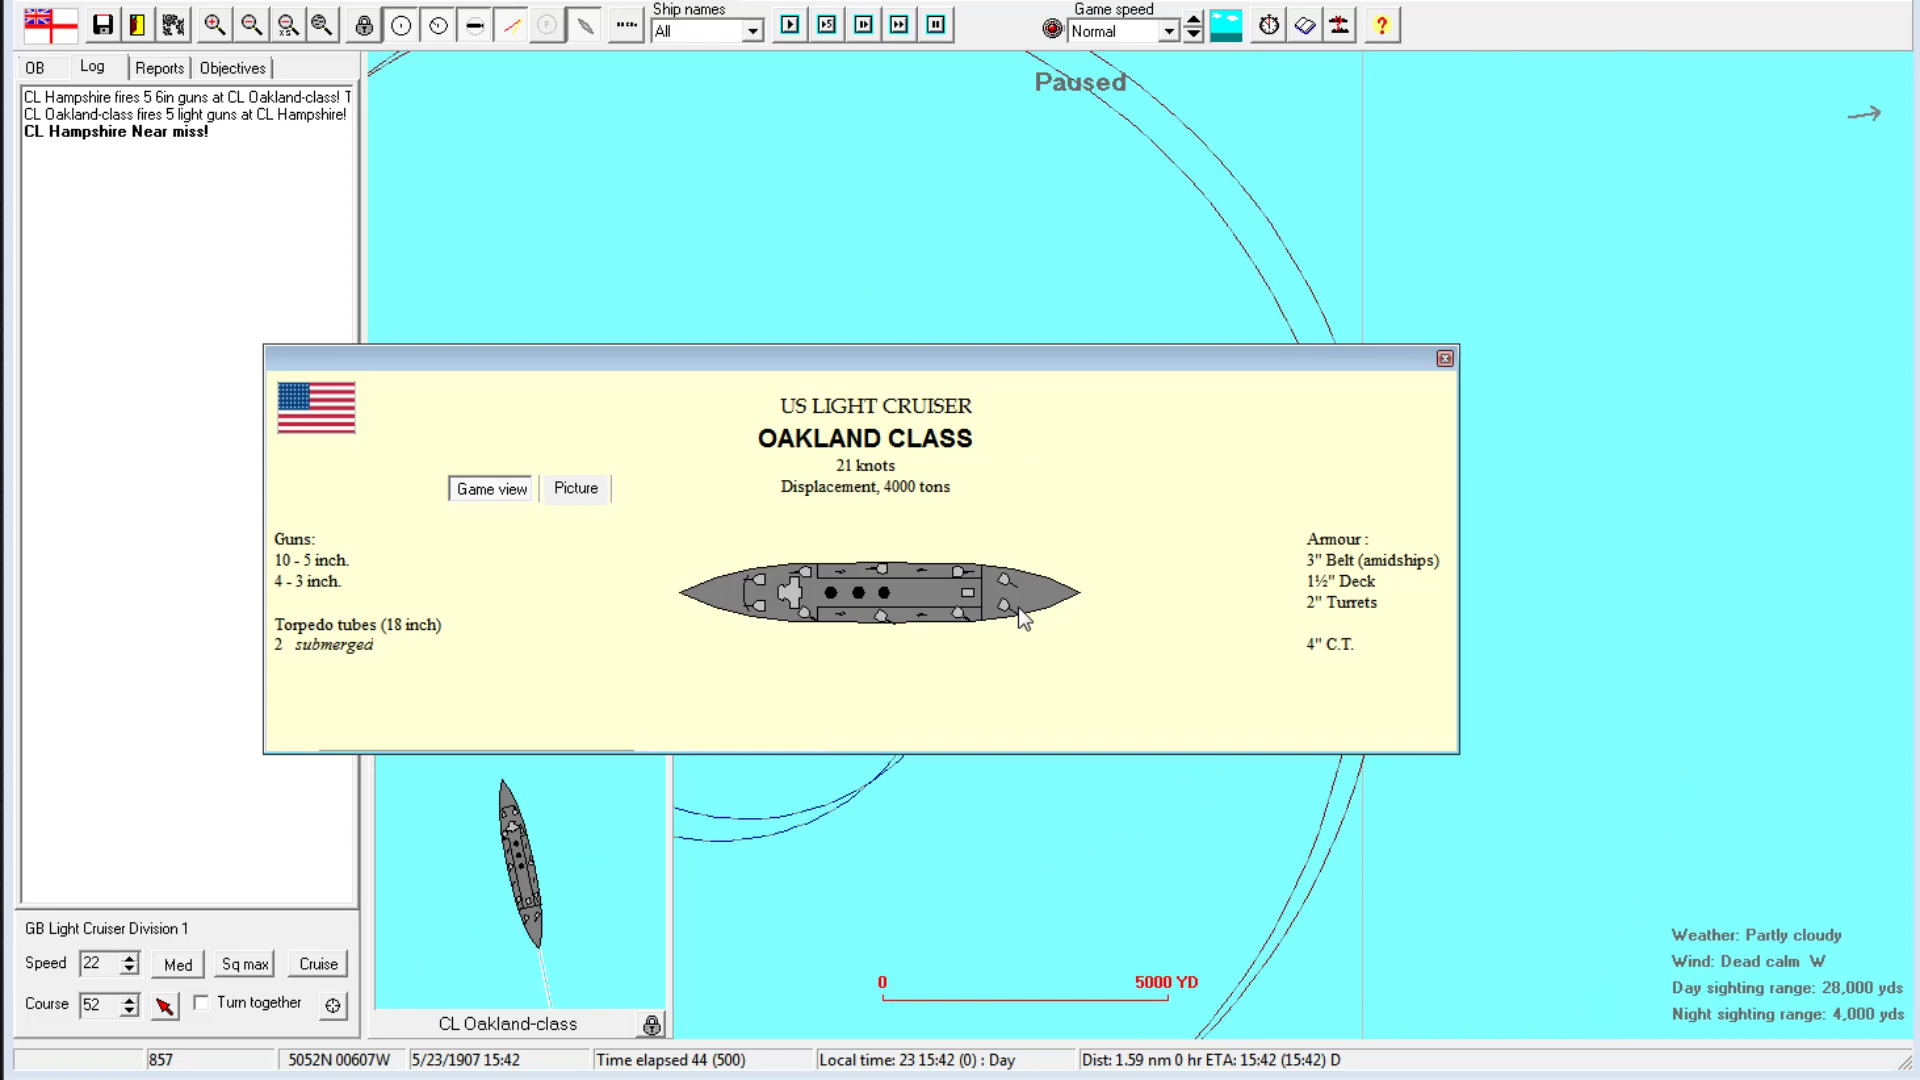 Ship names
All
Game speed
Normal
?
OB
Log
Reports
Objectives
CL Hampshire fires 5 6in guns at CL Oakland-class! T
CL Oakland-class fires 5 light guns at CL Hampshire!
CL Hampshire Near miss!
Paused
US LIGHT CRUISER
OAKLAND CLASS
21 knots
Displacement, 4000 tons
Game view
Picture
Guns:
10 - 5 inch.
4 - 3 inch.
Torpedo tubes (18 inch)
2 submerged
Armour :
3" Belt (amidships)
1½" Deck
2" Turrets
4" C.T.
GB Light Cruiser Division 1
Speed 22 Med Sq max Cruise
Course 52 Turn together
CL Oakland-class
0 5000 YD
Weather: Partly cloudy
Wind: Dead calm W
Day sighting range: 28,000 yds
Night sighting range: 4,000 yds
857 5052N 00607W 5/23/1907 15:42 Time elapsed 44 (500) Local time: 23 15:42 (0) : Day Dist: 1.59 nm 0 hr ETA: 15:42 (15:42) D